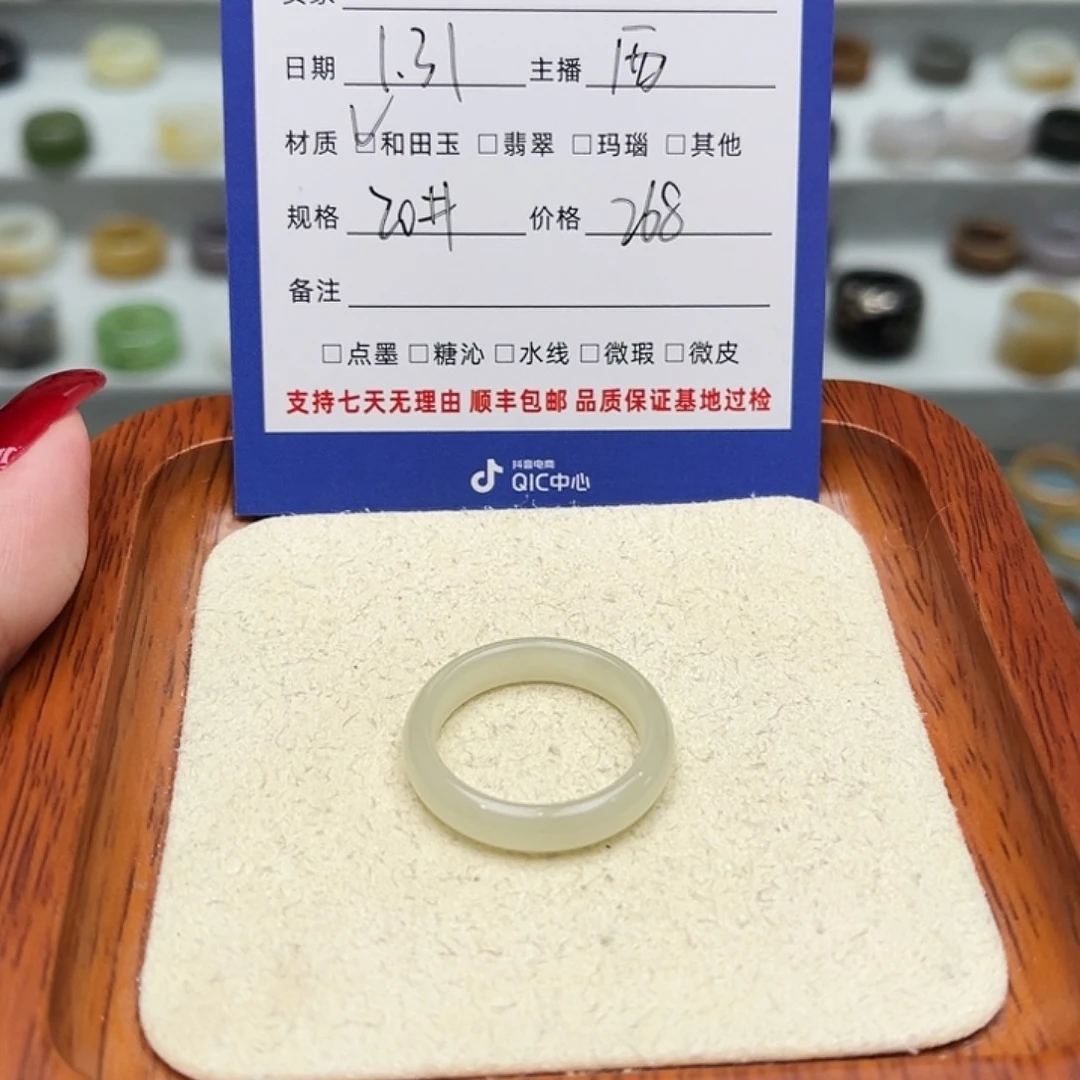 日期 1.31 主播 西
材质 ☑和田玉 □翡翠 □玛瑙 □其他
规格 20# 价格 268
备注
□点墨 □糖沁 □水线 □微瑕 □微皮
支持七天无理由 顺丰包邮 品质保证基地过检
抖音电商
QIC中心